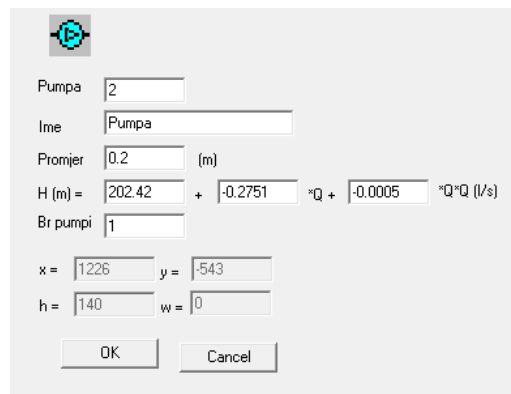 Pumpa 2
Ime Pumpa
Promjer 0.2 (m)
H (m) = 202.42 + -0.2751 *Q + -0.0005 *Q*Q (l/s)
Br pumpi 1
x = 1226 y = -543
h = 140 w = 0
OK Cancel